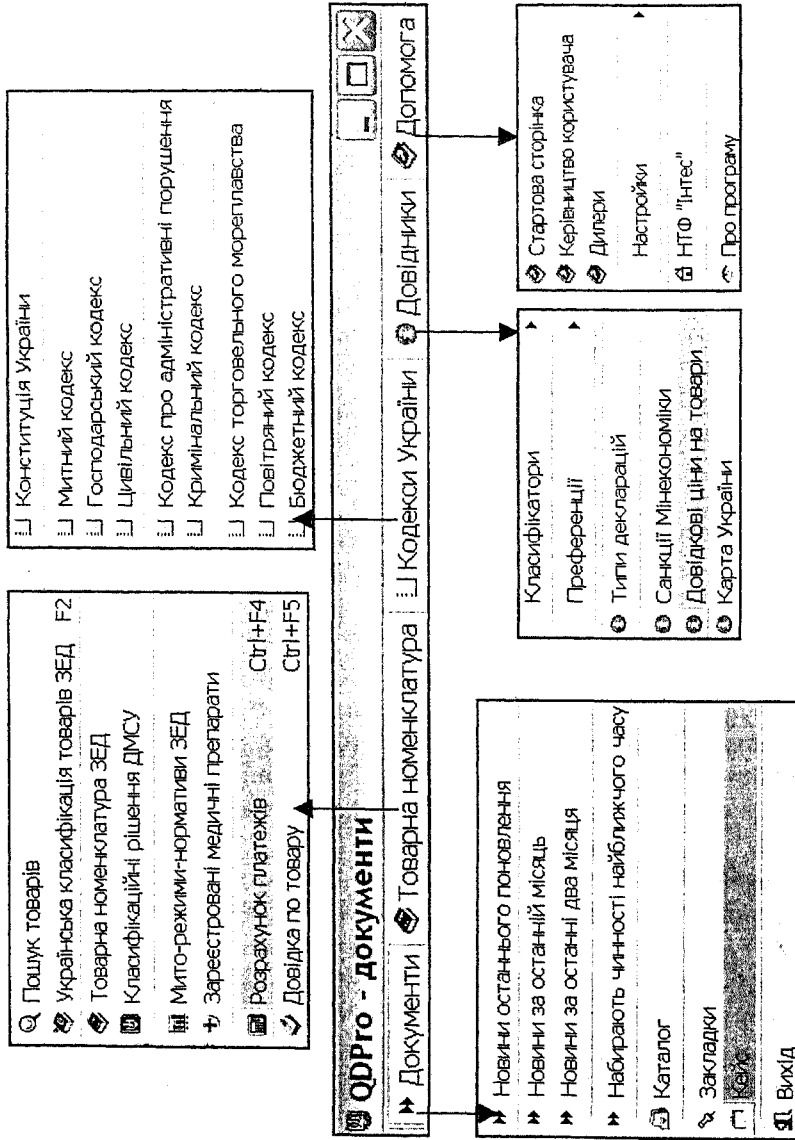 Пошук товарів
Українська класифікація товарів ЗЕД F2
Товарна номенклатура ЗЕД
Класифікаційні рішення ДМСУ
Мито-режими-нормативи ЗЕД
Зареєстровані медичні препарати
Розрахунок платежів Ctrl+F4
Довідка по товару Ctrl+F5
Конституція України
Митний кодекс
Господарський кодекс
Цивільний кодекс
Кодекс про адміністративні порушення
Кримінальний кодекс
Кодекс торговельного мореплавства
Повітряний кодекс
Бюджетний кодекс
QDPro - документи
Документи Товарна номенклатура Кодекси України Довідники Допомога
Новини останнього поновлення
Новини за останній місяць
Новини за останні два місяця
Набирають чинності найближчого часу
Каталог
Закладки
Кейс
Вихід
Класифікатори
Преференції
Типи декларацій
Санкції Мінекономіки
Довідкові ціни на товари
Карта України
Стартова сторінка
Керівництво користувача
Дилери
Настройки
НТФ "Інтес"
Про програму